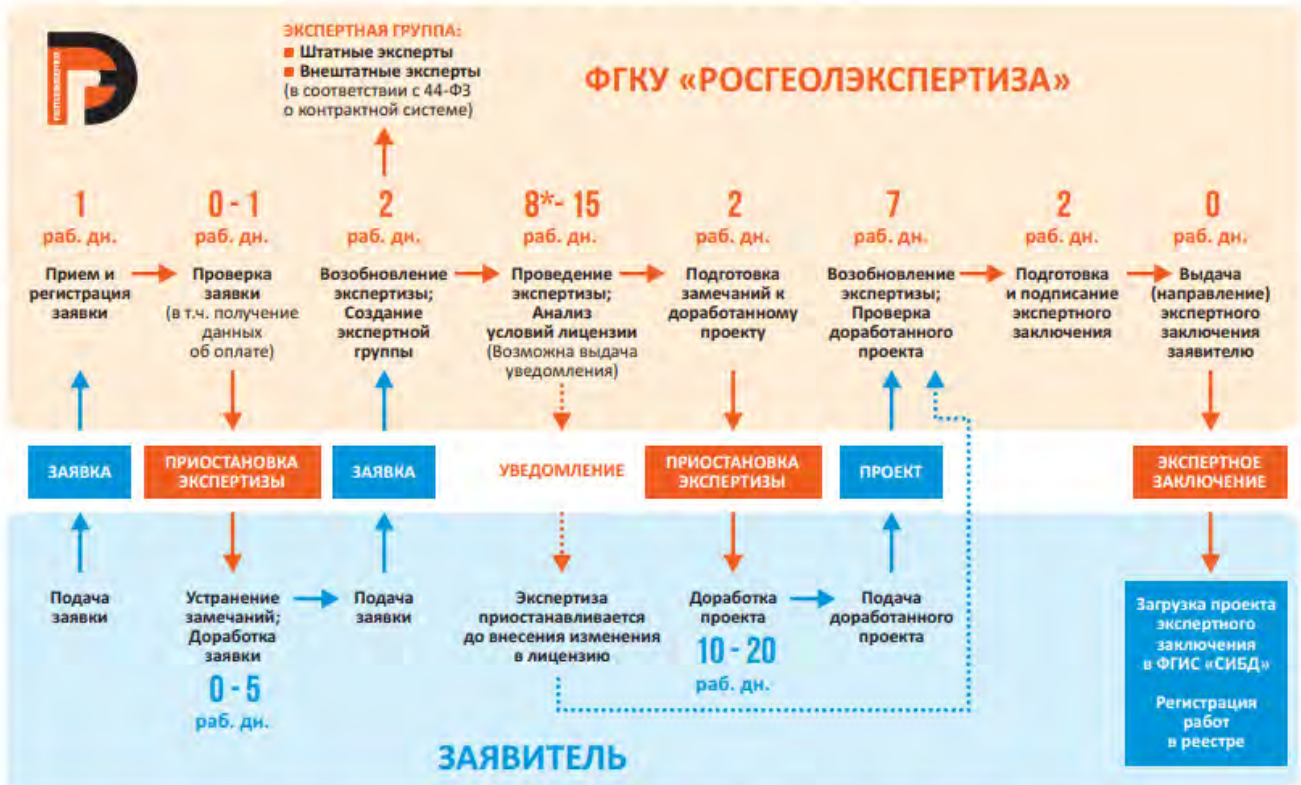 ЭКСПЕРТНАЯ ГРУППА:
Штатные эксперты
Внештатные эксперты
(в соответствии с 44-ФЗ
о контрактной системе)
ФГКУ «РОСГЕОЛЭКСПЕРТИЗА»
1
раб. дн.
Прием и
регистрация
заявки
0 - 1
раб. дн.
Проверка
заявки
(в т.ч. получение
данных
об оплате)
2
раб. дн.
Возобновление
экспертизы;
Создание
экспертной
группы
8*- 15
раб. дн.
Проведение
экспертизы;
Анализ
условий лицензии
(Возможна выдача
уведомления)
2
раб. дн.
Подготовка
замечаний к
доработанному
проекту
7
раб. дн.
Возобновление
экспертизы;
Проверка
доработанного
проекта
2
раб. дн.
Подготовка
и подписание
экспертного
заключения
0
раб. дн.
Выдача
(направление)
экспертного
заключения
заявителю
ЗАЯВКА
ПРИОСТАНОВКА
ЭКСПЕРТИЗЫ
ЗАЯВКА
УВЕДОМЛЕНИЕ
ПРИОСТАНОВКА
ЭКСПЕРТИЗЫ
ПРОЕКТ
ЭКСПЕРТНОЕ
ЗАКЛЮЧЕНИЕ
Подача
заявки
Устранение
замечаний;
Доработка
заявки
0 - 5
раб. дн.
Подача
заявки
Экспертиза
приостанавливается
до внесения изменения
в лицензию
Доработка
проекта
10 - 20
раб. дн.
Подача
доработанного
проекта
Загрузка проекта
экспертного
заключения
в ФГИС «СИБД»
Регистрация
работ
в реестре
ЗАЯВИТЕЛЬ